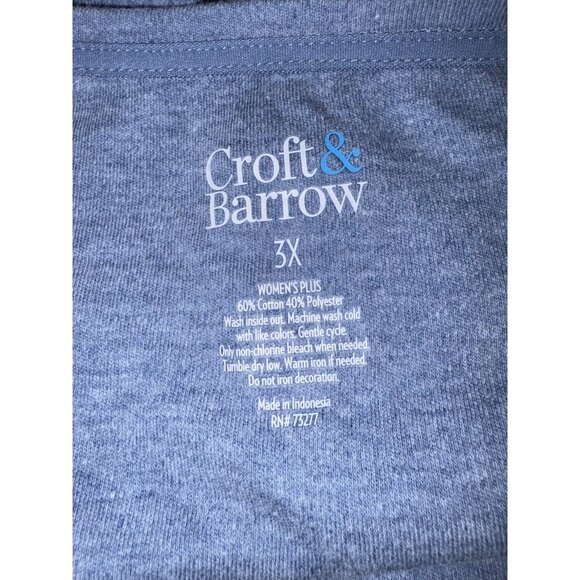 Croft&
Barrow
3X
WOMEN'S PLUS
60% Cotton 40% Polyester
Wash inside out. Machine wash cold
with like colors. Gentle cycle.
Only non-chlorine bleach when needed.
Tumble dry low. Warm iron if needed.
Do not iron decoration.
Made in Indonesia
RN# 73277